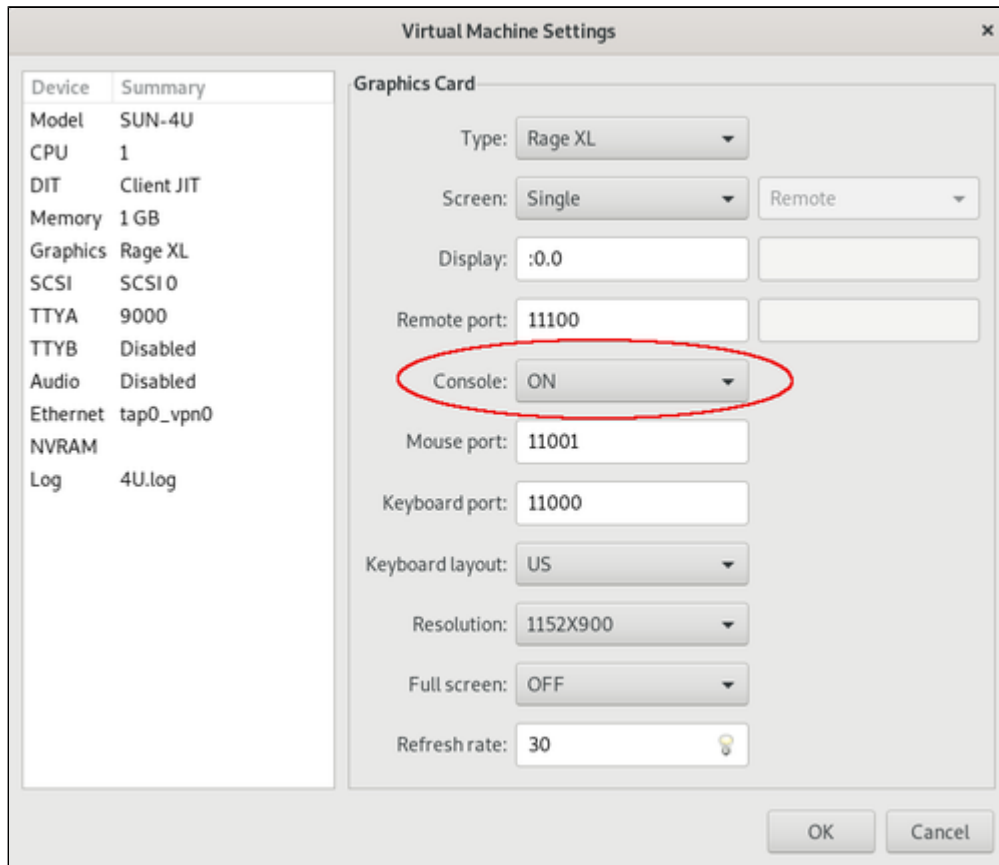 Virtual Machine Settings ×
Device Summary
Model SUN-4U
CPU 1
DIT Client JIT
Memory 1 GB
Graphics Rage XL
SCSI SCSI 0
TTYA 9000
TTYB Disabled
Audio Disabled
Ethernet tap0_vpn0
NVRAM
Log 4U.log
Graphics Card
Type: Rage XL
Screen: Single Remote
Display: :0.0
Remote port: 11100
Console: ON
Mouse port: 11001
Keyboard port: 11000
Keyboard layout: US
Resolution: 1152X900
Full screen: OFF
Refresh rate: 30
OK Cancel